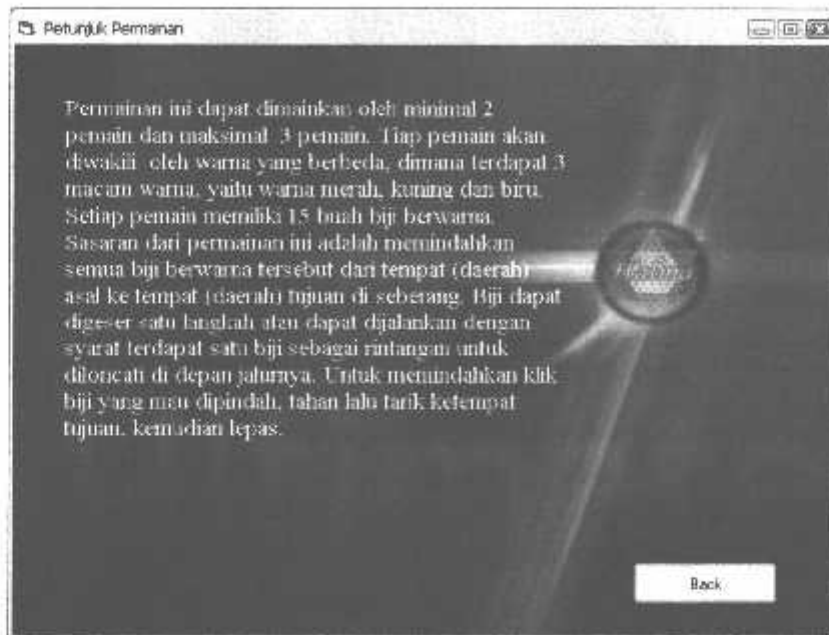 Petunjuk Permainan
Permainan ini dapat dimainkan oleh minimal 2
pemain dan maksimal 3 pemain. Tiap pemain akan
diwakili oleh warna yang berbeda, dimana terdapat 3
macam warna, yaitu warna merah, kuning dan biru.
Setiap pemain memiliki 15 buah biji berwarna.
Sasaran dari permainan ini adalah memindahkan
semua biji berwarna tersebut dari tempat (daerah)
asal ke tempat (daerah) tujuan di seberang. Biji dapat
digeser satu langkah atau dapat dijalankan dengan
syarat terdapat satu biji sebagai rintangan untuk
diloncati di depan jalurnya. Untuk memindahkan klik
biji yang mau dipindah, tahan lalu tarik ketempat
tujuan, kemudian lepas.
Back